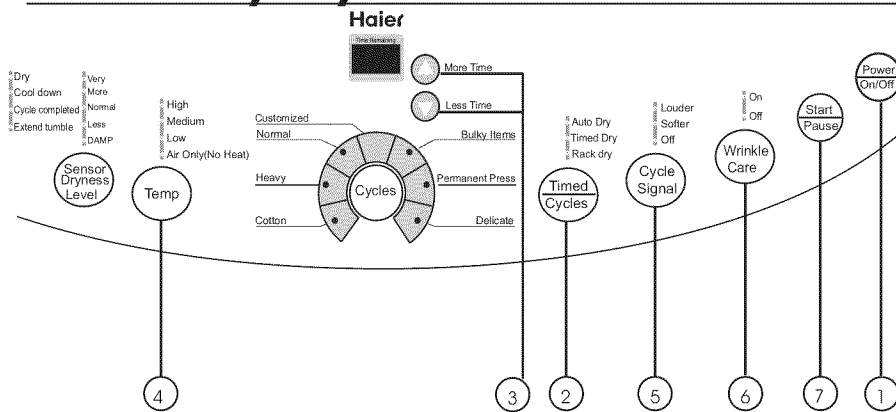 Haier
Time Remaining
More Time
Less Time
Dry
Cool down
Cycle completed
Extend tumble
Very
More
Normal
Less
DAMP
Sensor
Dryness
Level
High
Medium
Low
Air Only(No Heat)
Temp
Customized
Normal
Heavy
Cotton
Cycles
Bulky Items
Permanent Press
Delicate
Auto Dry
Timed Dry
Rack dry
Timed
Cycles
Louder
Softer
Off
Cycle
Signal
On
Off
Wrinkle
Care
Start
Pause
Power
On/Off
4
3
2
5
6
7
1